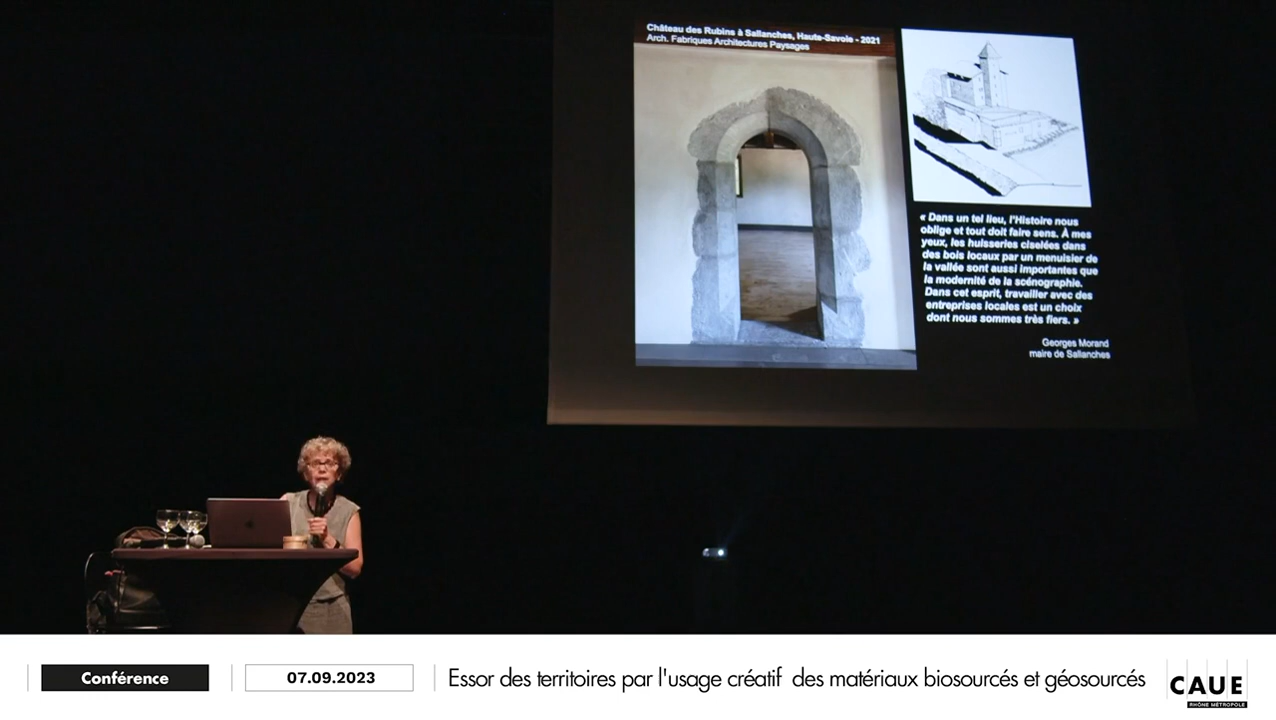 Château des Rubins à Sallanches, Haute-Savoie - 2021
Arch. Fabriques Architectures Paysages
« Dans un tel lieu, l'Histoire nous
oblige et tout doit faire sens. À mes
yeux, les huisseries ciselées dans
des bois locaux par un menuisier de
la vallée sont aussi importantes que
la modernité de la scénographie.
Dans cet esprit, travailler avec des
entreprises locales est un choix
dont nous sommes très fiers. »
Georges Morand
maire de Sallanches
Conférence
07.09.2023
Essor des territoires par l'usage créatif des matériaux biosourcés et géosourcés
CAUE
RHÔNE MÉTROPOLE